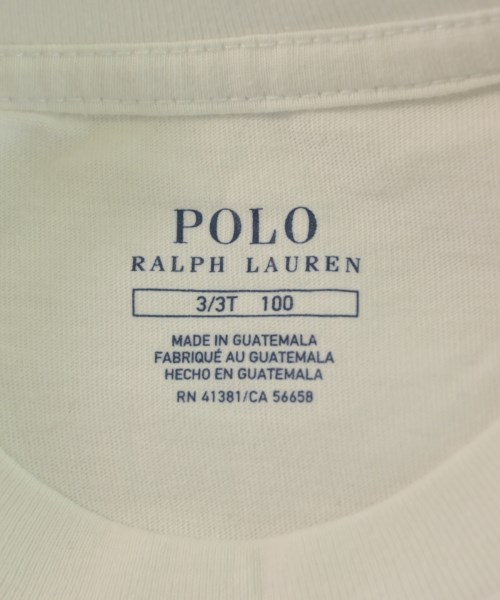 POLO
RALPH LAUREN
3/3T 100
MADE IN GUATEMALA
FABRIQUÉ AU GUATEMALA
HECHO EN GUATEMALA
RN 41381/CA 56658